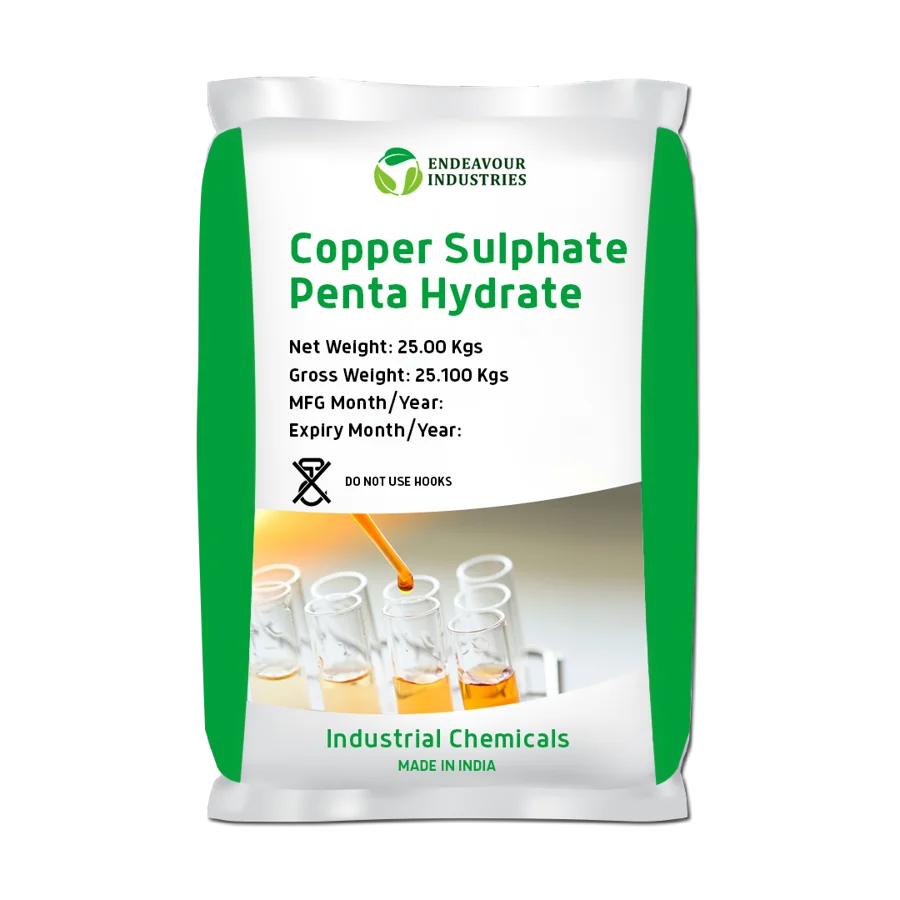 ENDEAVOUR
INDUSTRIES
Copper Sulphate
Penta Hydrate
Net Weight: 25.00 Kgs
Gross Weight: 25.100 Kgs
MFG Month/Year:
Expiry Month/Year:
DO NOT USE HOOKS
Industrial Chemicals
MADE IN INDIA